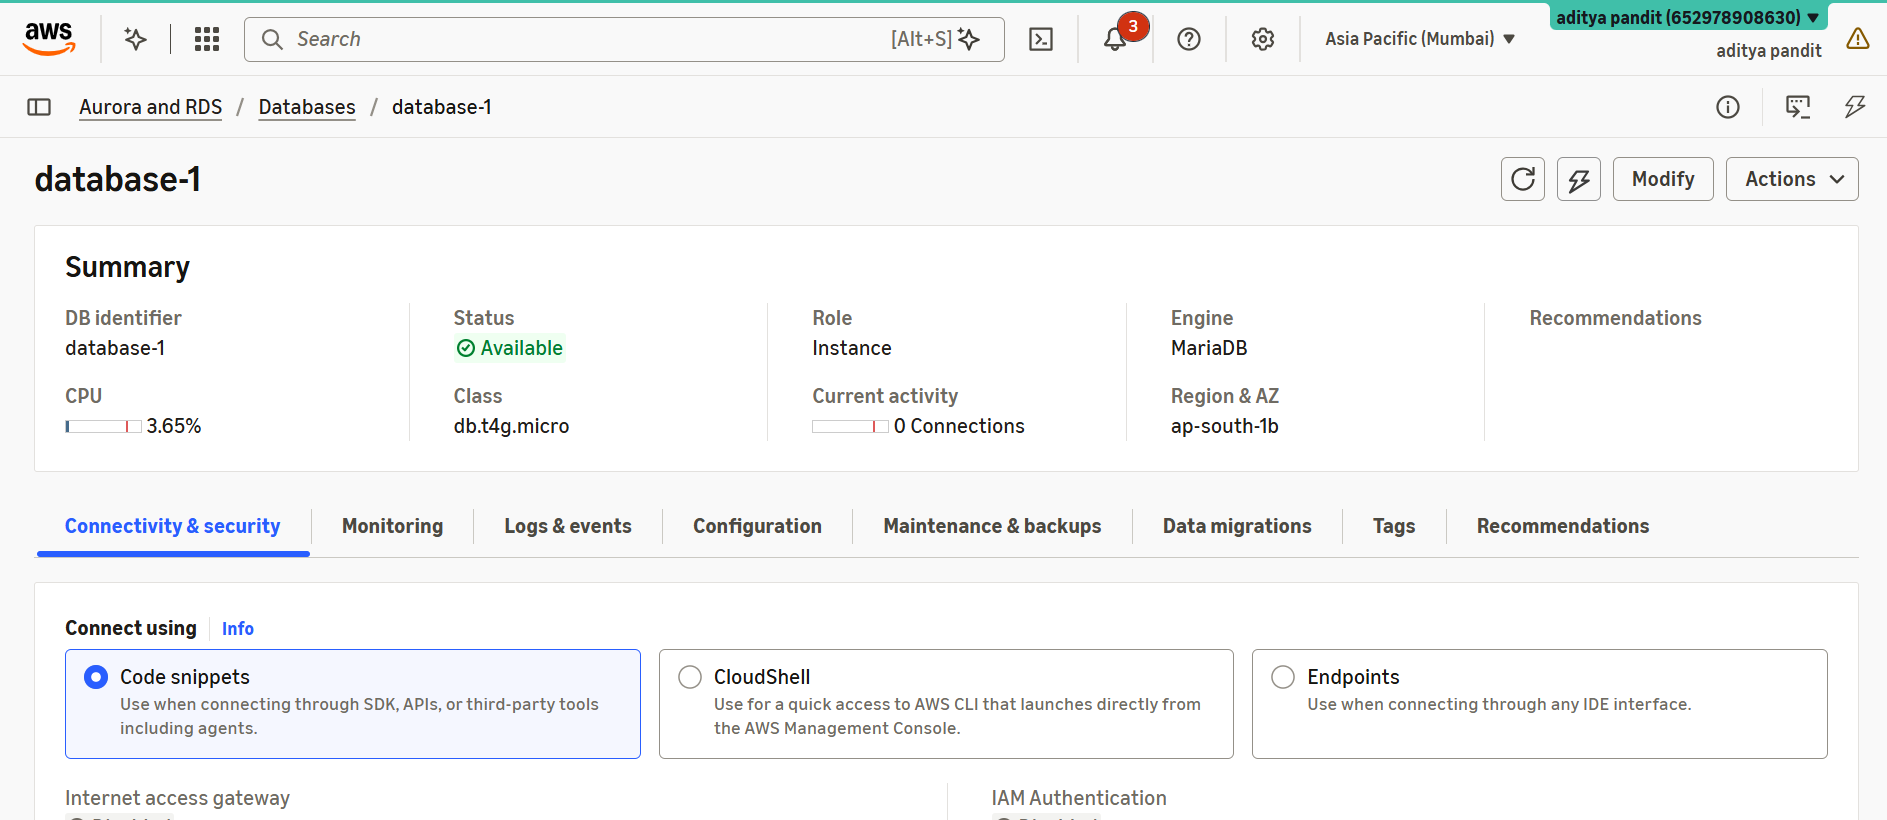 aws
Search [Alt+S]
3
Asia Pacific (Mumbai) ▼
aditya pandit (652978908630) ▼
aditya pandit
Aurora and RDS / Databases / database-1
database-1
Modify
Actions
Summary
DB identifier
database-1
Status
Available
Role
Instance
Engine
MariaDB
Recommendations
CPU
3.65%
Class
db.t4g.micro
Current activity
0 Connections
Region & AZ
ap-south-1b
Connectivity & security
Monitoring
Logs & events
Configuration
Maintenance & backups
Data migrations
Tags
Recommendations
Connect using
Info
Code snippets
Use when connecting through SDK, APIs, or third-party tools
including agents.
CloudShell
Use for a quick access to AWS CLI that launches directly from
the AWS Management Console.
Endpoints
Use when connecting through any IDE interface.
Internet access gateway
IAM Authentication